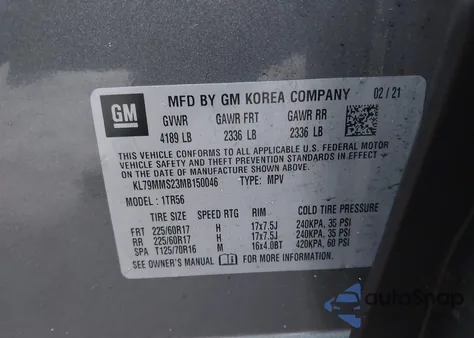 GM
MFD BY GM KOREA COMPANY 02 / 21
GVWR GAWR FRT GAWR RR
4189 LB 2336 LB 2336 LB
THIS VEHICLE CONFORMS TO ALL APPLICABLE U.S. FEDERAL MOTOR
VEHICLE SAFETY AND THEFT PREVENTION STANDARDS IN EFFECT
ON THE DATE OF MANUFACTURE SHOWN ABOVE.
KL79MMS23MB150046 TYPE: MPV
MODEL : 1TR56
TIRE SIZE SPEED RTG RIM COLD TIRE PRESSURE
FRT 225/60R17 H 17x7.5J 240KPA, 35 PSI
RR 225/60R17 H 17x7.5J 240KPA, 35 PSI
SPA T125/70R16 M 16x4.0BT 420KPA, 60 PSI
SEE OWNER'S MANUAL FOR MORE INFORMATION
autoSnap